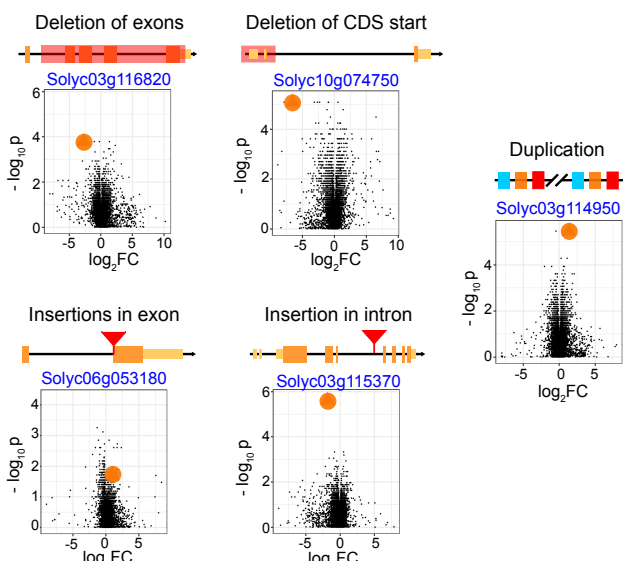 Deletion of exons
Solyc03g116820
6
4
2
0
- log10 p
-5 0 5 10
log2FC
Deletion of CDS start
Solyc10g074750
4
2
0
- log10 p
-5 0 5 10
log2FC
Duplication
Solyc03g114950
4
2
0
- log10 p
-5 0 5
log2FC
Insertions in exon
Solyc06g053180
4
3
2
1
0
- log10 p
-5 0 5
log2FC
Insertion in intron
Solyc03g115370
6
4
2
0
- log10 p
-5 0 5
log2FC